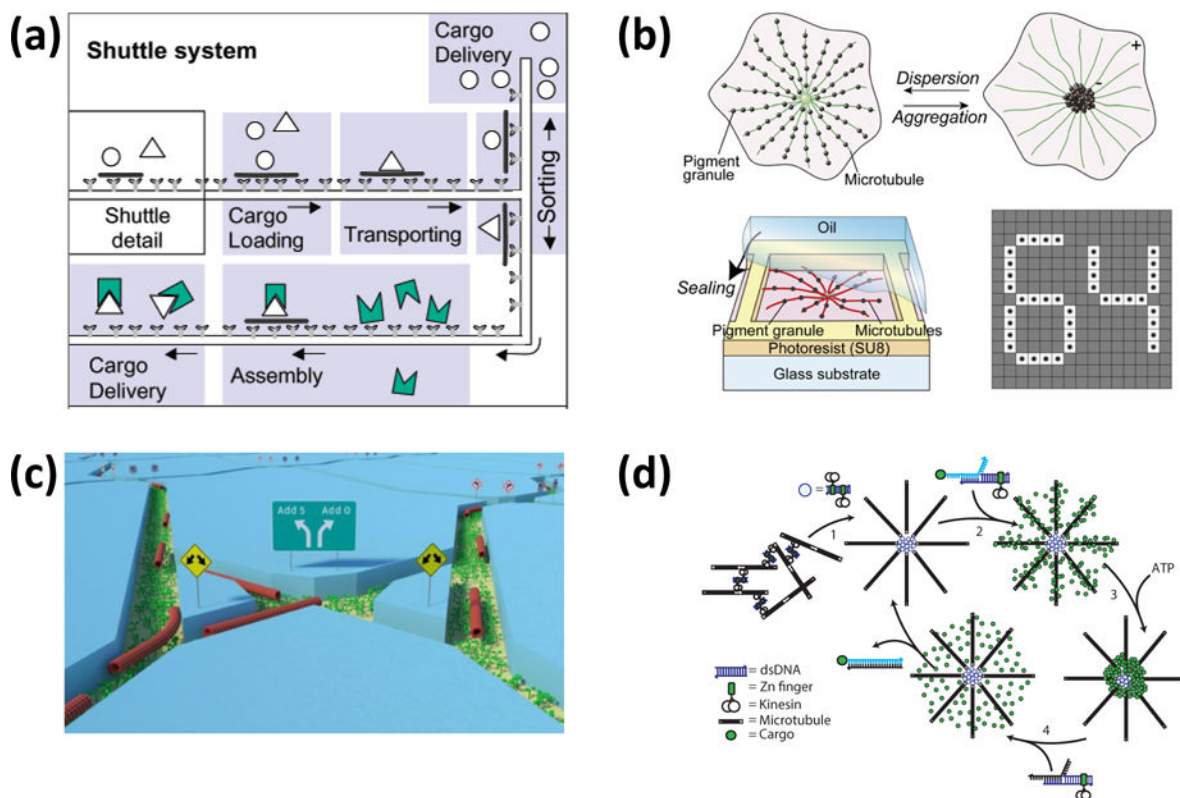 (a)
Shuttle system
Cargo
Delivery
Shuttle
detail
Cargo
Loading
Transporting
Sorting
Cargo
Delivery
Assembly
(b)
Dispersion
Aggregation
+
-
Pigment
granule
Microtubule
Oil
Sealing
Pigment granule
Microtubules
Photoresist (SU8)
Glass substrate
(c)
Add 5
Add 0
(d)
=
1
2
3
ATP
4
= dsDNA
= Zn finger
= Kinesin
= Microtubule
= Cargo